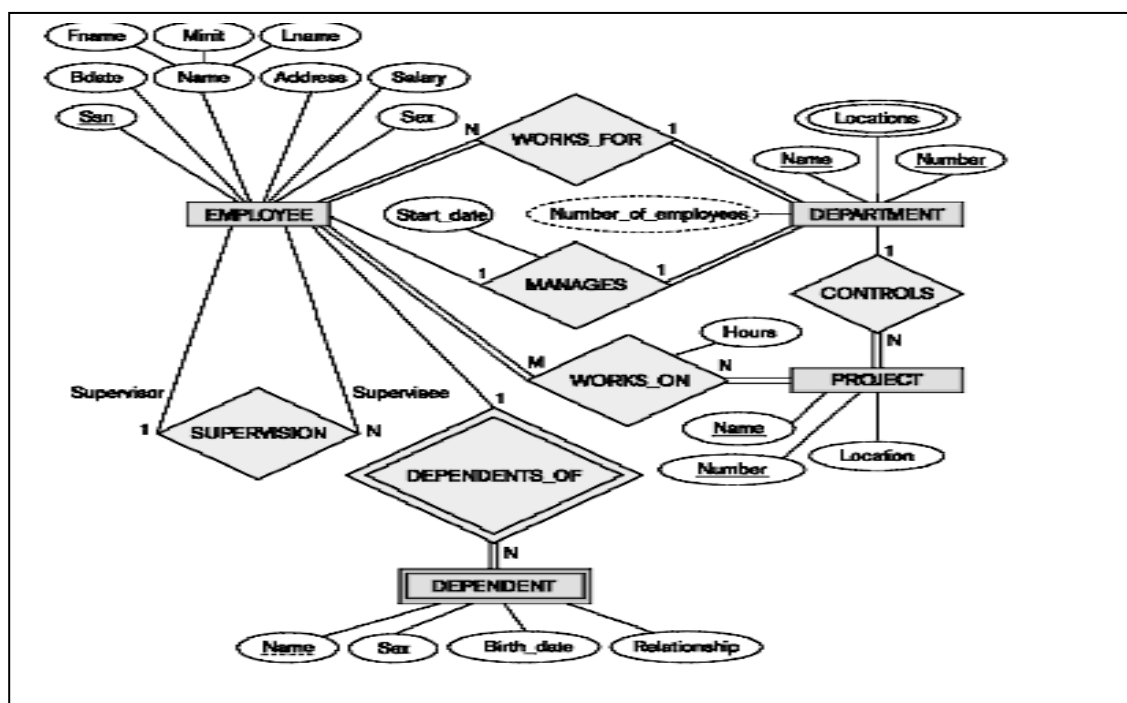 Fname Minit Lname
Bdate Name Address Salary
Ssn Sex
N WORKS_FOR 1
Locations
Name Number
EMPLOYEE
Start_date
Number_of_employees
DEPARTMENT
1 MANAGES 1
1
CONTROLS
N
Hours
M WORKS_ON N
PROJECT
Supervisor Supervisee
1 SUPERVISION N
1
Name
Number Location
DEPENDENTS_OF
N
DEPENDENT
Name Sex Birth_date Relationship